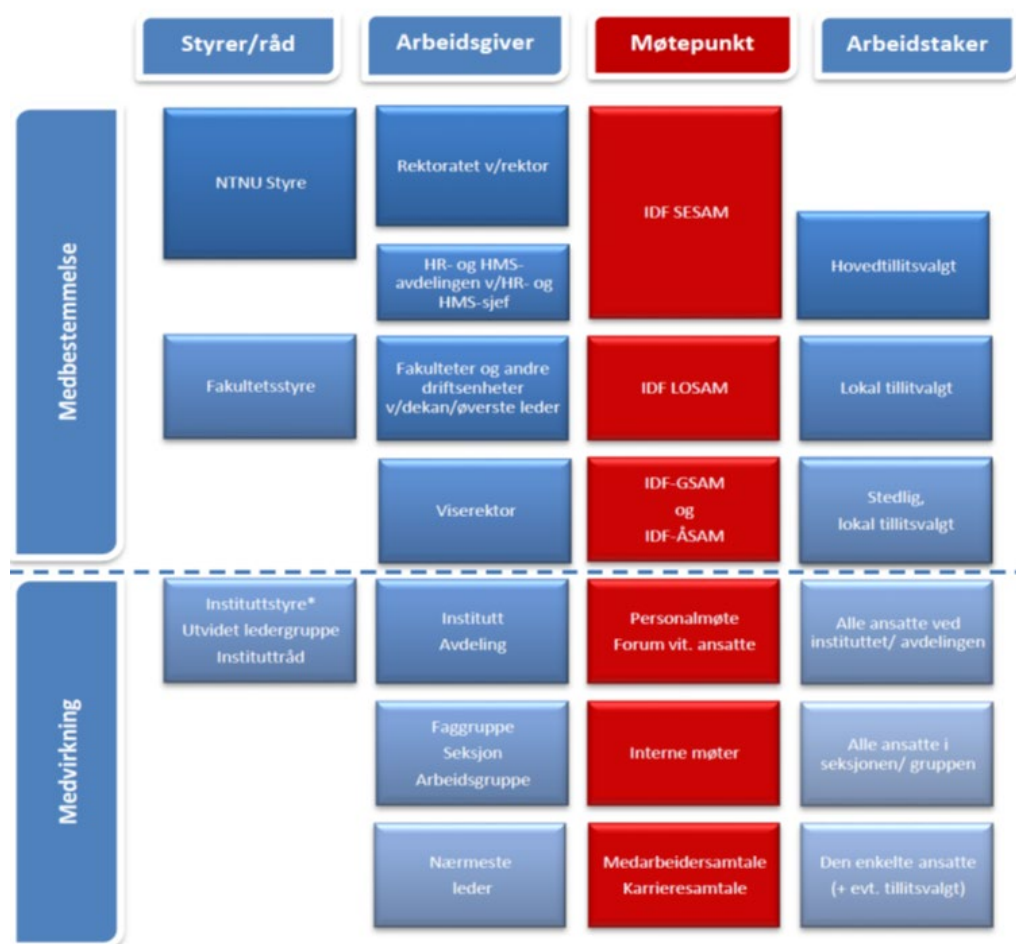 Styrer/råd
Arbeidsgiver
Møtepunkt
Arbeidstaker
Medbestemmelse
NTNU Styre
Rektoratet v/rektor
IDF SESAM
HR- og HMS-
avdelingen v/HR- og
HMS-sjef
Hovedtillitsvalgt
Fakultetsstyre
Fakulteter og andre
driftsenheter
v/dekan/øverste leder
IDF LOSAM
Lokal tillitvalgt
Viserektor
IDF-GSAM
og
IDF-ÅSAM
Stedlig,
lokal tillitsvalgt
Medvirkning
Instituttstyre*
Utvidet ledergruppe
Instituttråd
Institutt
Avdeling
Personalmøte
Forum vit. ansatte
Alle ansatte ved
instituttet/ avdelingen
Faggruppe
Seksjon
Arbeidsgruppe
Interne møter
Alle ansatte i
seksjonen/ gruppen
Nærmeste
leder
Medarbeidersamtale
Karrieresamtale
Den enkelte ansatte
(+ evt. tillitsvalgt)